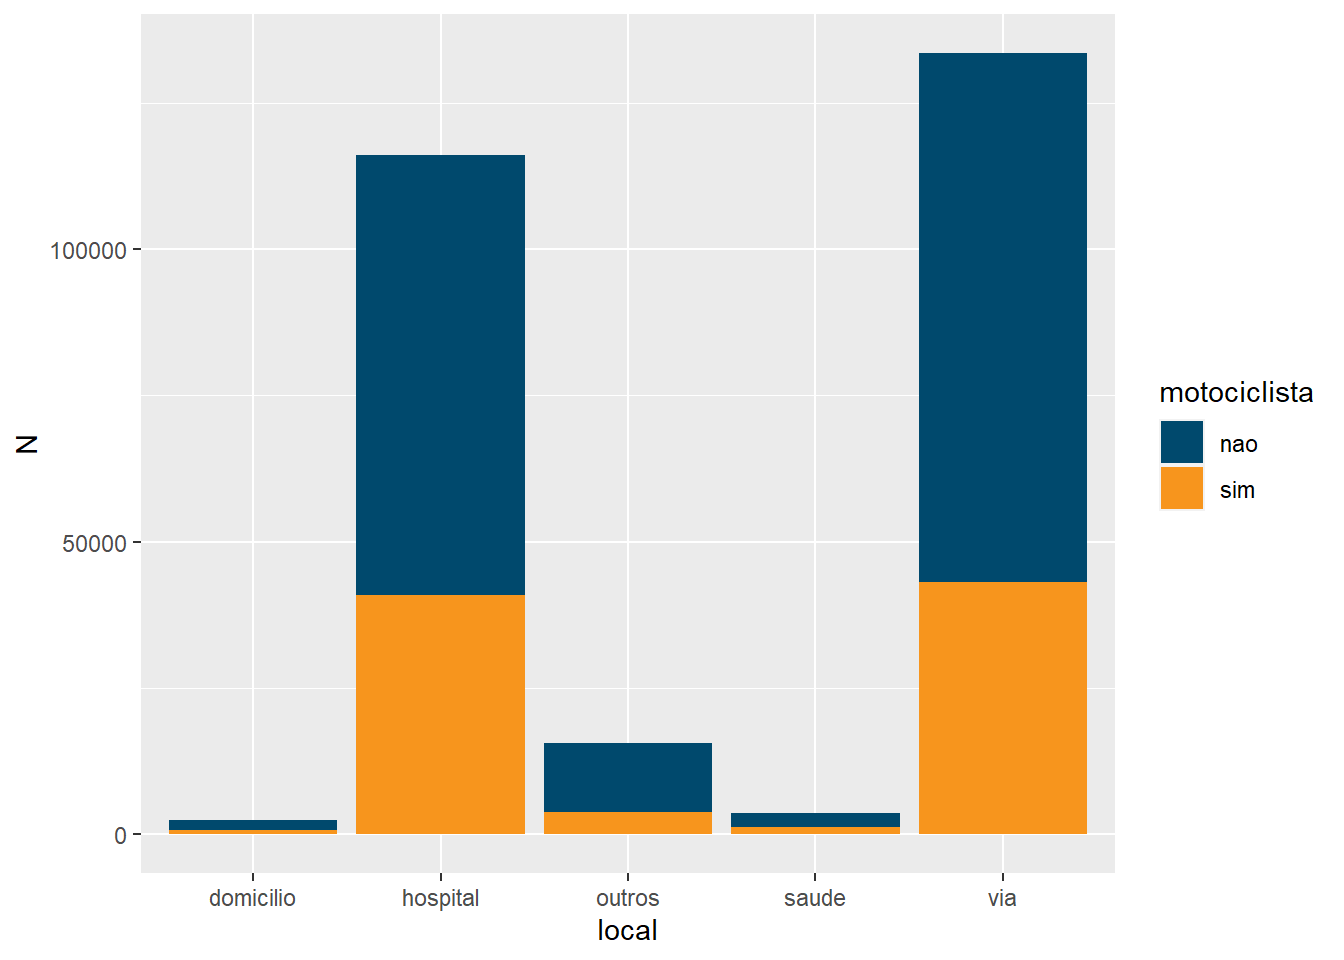 100000
50000
0
N
domicilio hospital outros saude via
local
motociclista
nao
sim